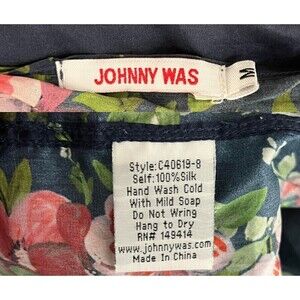 JOHNNY WAS
M
Style:C40619-8
Self:100%Silk
Hand Wash Cold
With Mild Soap
Do Not Wring
Hang to Dry
RN# 149414
www.johnnywas.com
Made In China